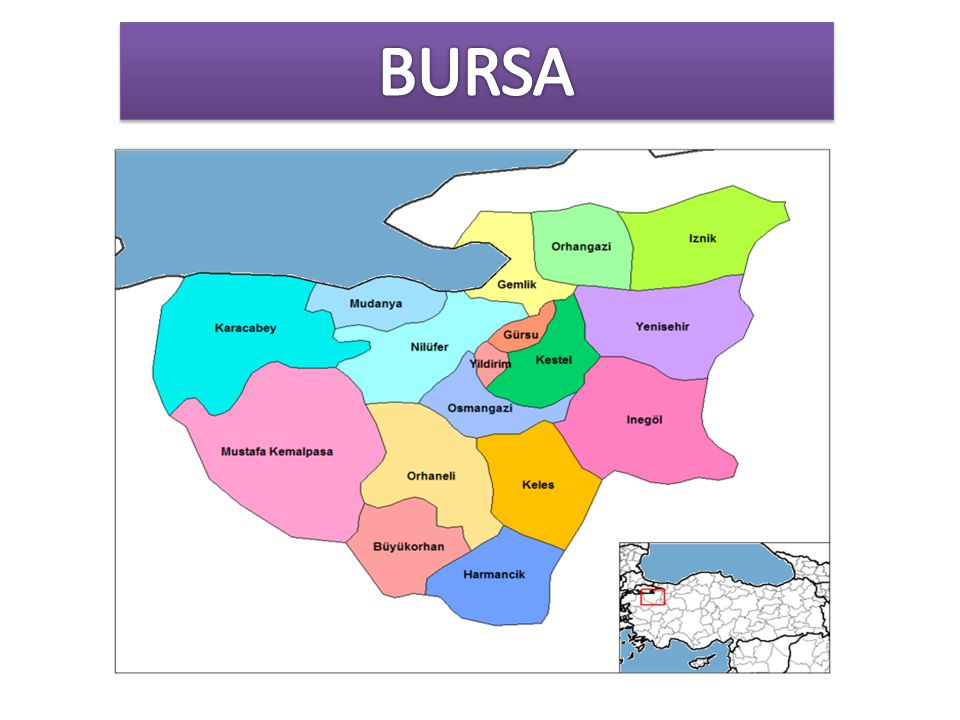 BURSA
Iznik
Orhangazi
Gemlik
Mudanya
Karacabey
Yenisehir
Gürsu
Nilüfer
Kestel
Yildirim
Osmangazi
Inegöl
Mustafa Kemalpasa
Orhaneli
Keles
Büyükorhan
Harmancik